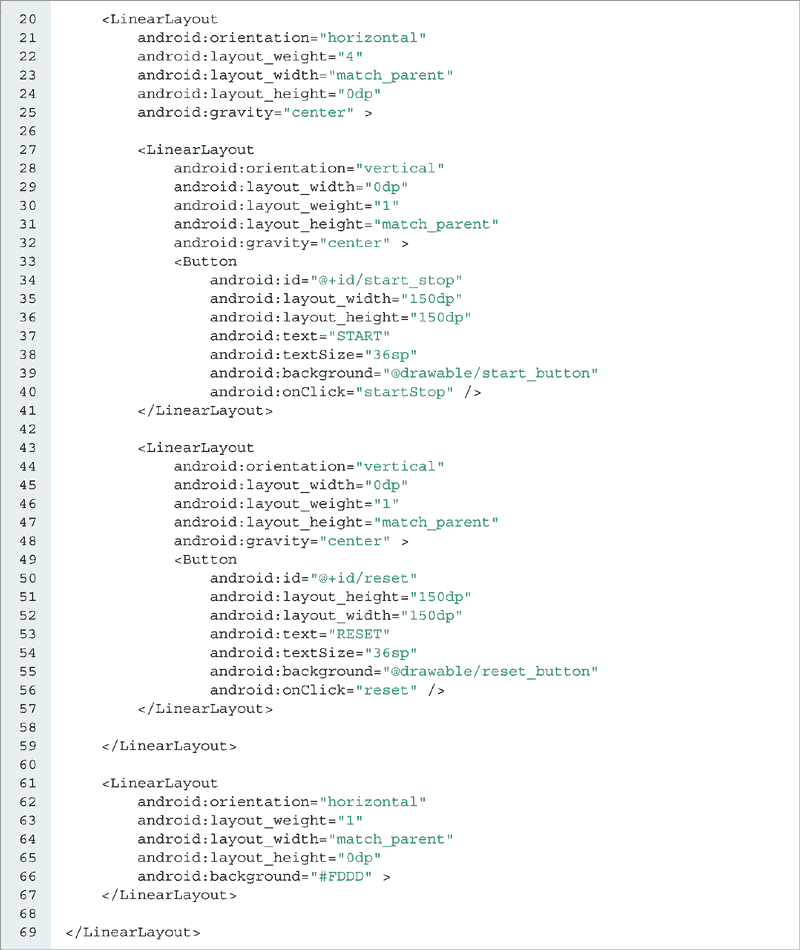 20 <LinearLayout
21 android:orientation="horizontal"
22 android:layout_weight="4"
23 android:layout_width="match_parent"
24 android:layout_height="0dp"
25 android:gravity="center" >
26
27 <LinearLayout
28 android:orientation="vertical"
29 android:layout_width="0dp"
30 android:layout_weight="1"
31 android:layout_height="match_parent"
32 android:gravity="center" >
33 <Button
34 android:id="@+id/start_stop"
35 android:layout_width="150dp"
36 android:layout_height="150dp"
37 android:text="START"
38 android:textSize="36sp"
39 android:background="@drawable/start_button"
40 android:onClick="startStop" />
41 </LinearLayout>
42
43 <LinearLayout
44 android:orientation="vertical"
45 android:layout_width="0dp"
46 android:layout_weight="1"
47 android:layout_height="match_parent"
48 android:gravity="center" >
49 <Button
50 android:id="@+id/reset"
51 android:layout_height="150dp"
52 android:layout_width="150dp"
53 android:text="RESET"
54 android:textSize="36sp"
55 android:background="@drawable/reset_button"
56 android:onClick="reset" />
57 </LinearLayout>
58
59 </LinearLayout>
60
61 <LinearLayout
62 android:orientation="horizontal"
63 android:layout_weight="1"
64 android:layout_width="match_parent"
65 android:layout_height="0dp"
66 android:background="#FDDD" >
67 </LinearLayout>
68
69 </LinearLayout>